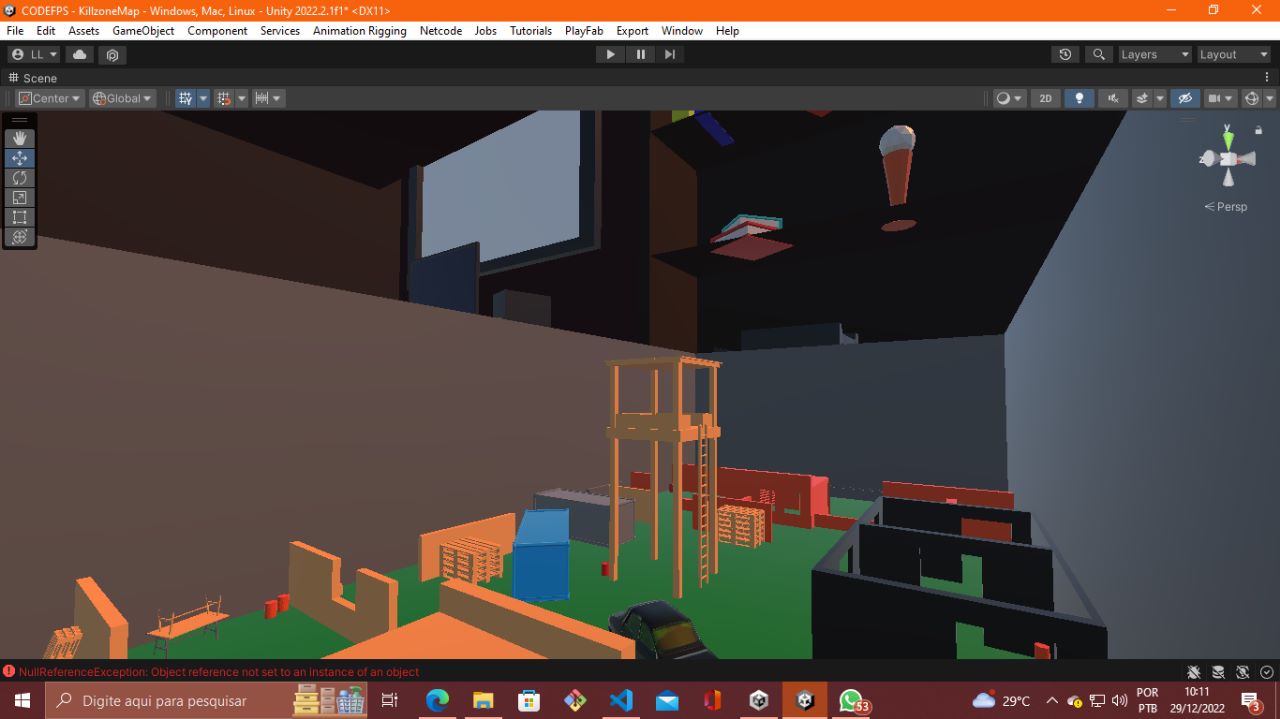 CODEFPS - KillzoneMap - Windows, Mac, Linux - Unity 2022.2.1f1* <DX11>
File Edit Assets GameObject Component Services Animation Rigging Netcode Jobs Tutorials PlayFab Export Window Help
LL Layers Layout
Scene
Center Global 2D
y
z
< Persp
NullReferenceException: Object reference not set to an instance of an object
Digite aqui para pesquisar
53
29°C
POR
PTB
10:11
29/12/2022
3